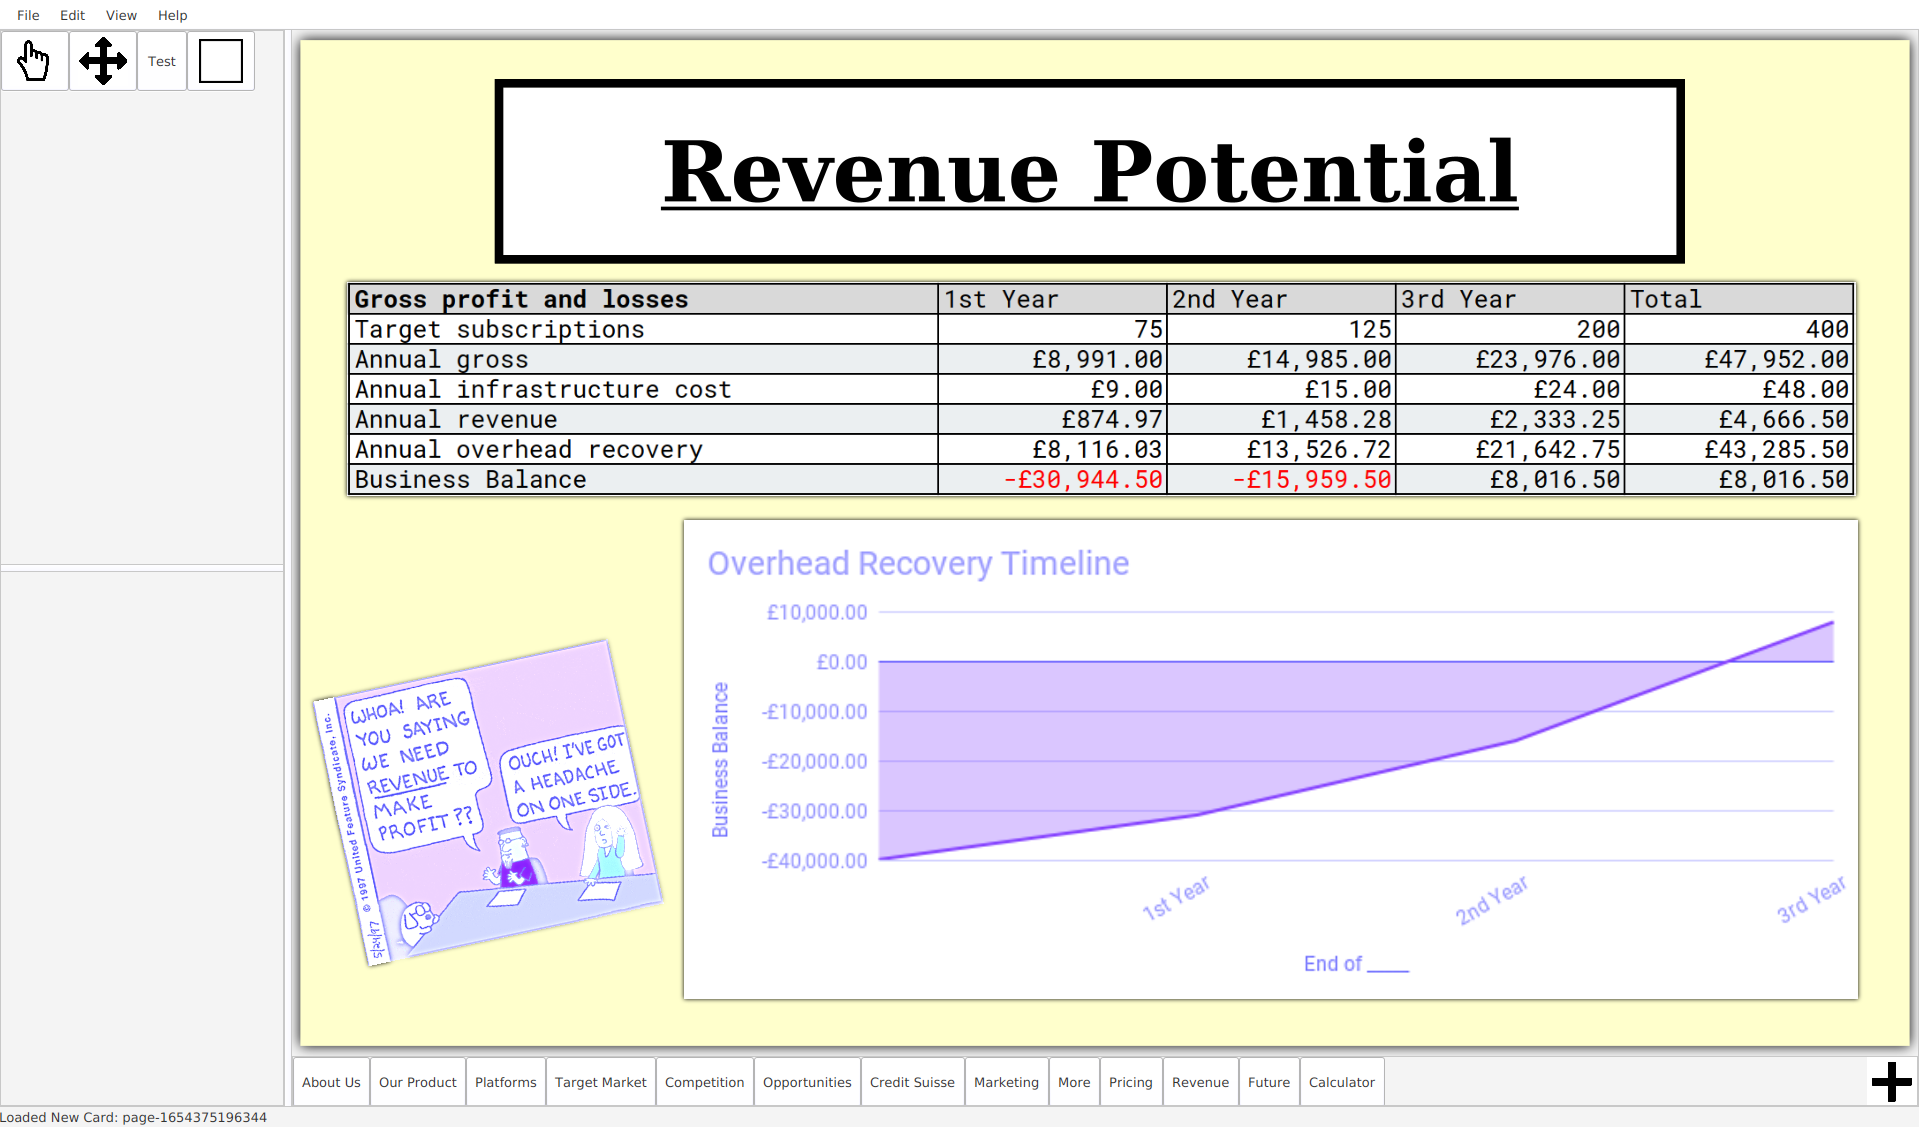 File Edit View Help
Test
Revenue Potential
Gross profit and losses 1st Year 2nd Year 3rd Year Total
Target subscriptions 75 125 200 400
Annual gross £8,991.00 £14,985.00 £23,976.00 £47,952.00
Annual infrastructure cost £9.00 £15.00 £24.00 £48.00
Annual revenue £874.97 £1,458.28 £2,333.25 £4,666.50
Annual overhead recovery £8,116.03 £13,526.72 £21,642.75 £43,285.50
Business Balance -£30,944.50 -£15,959.50 £8,016.50 £8,016.50
WHOA! ARE
YOU SAYING
WE NEED
REVENUE TO
MAKE
PROFIT??
OUCH! I'VE GOT
A HEADACHE
ON ONE SIDE.
© 1997 United Feature Syndicate, Inc.
Overhead Recovery Timeline
£10,000.00
£0.00
-£10,000.00
-£20,000.00
-£30,000.00
-£40,000.00
Business Balance
1st Year 2nd Year 3rd Year
End of ____
About Us Our Product Platforms Target Market Competition Opportunities Credit Suisse Marketing More Pricing Revenue Future Calculator
Loaded New Card: page-1654375196344